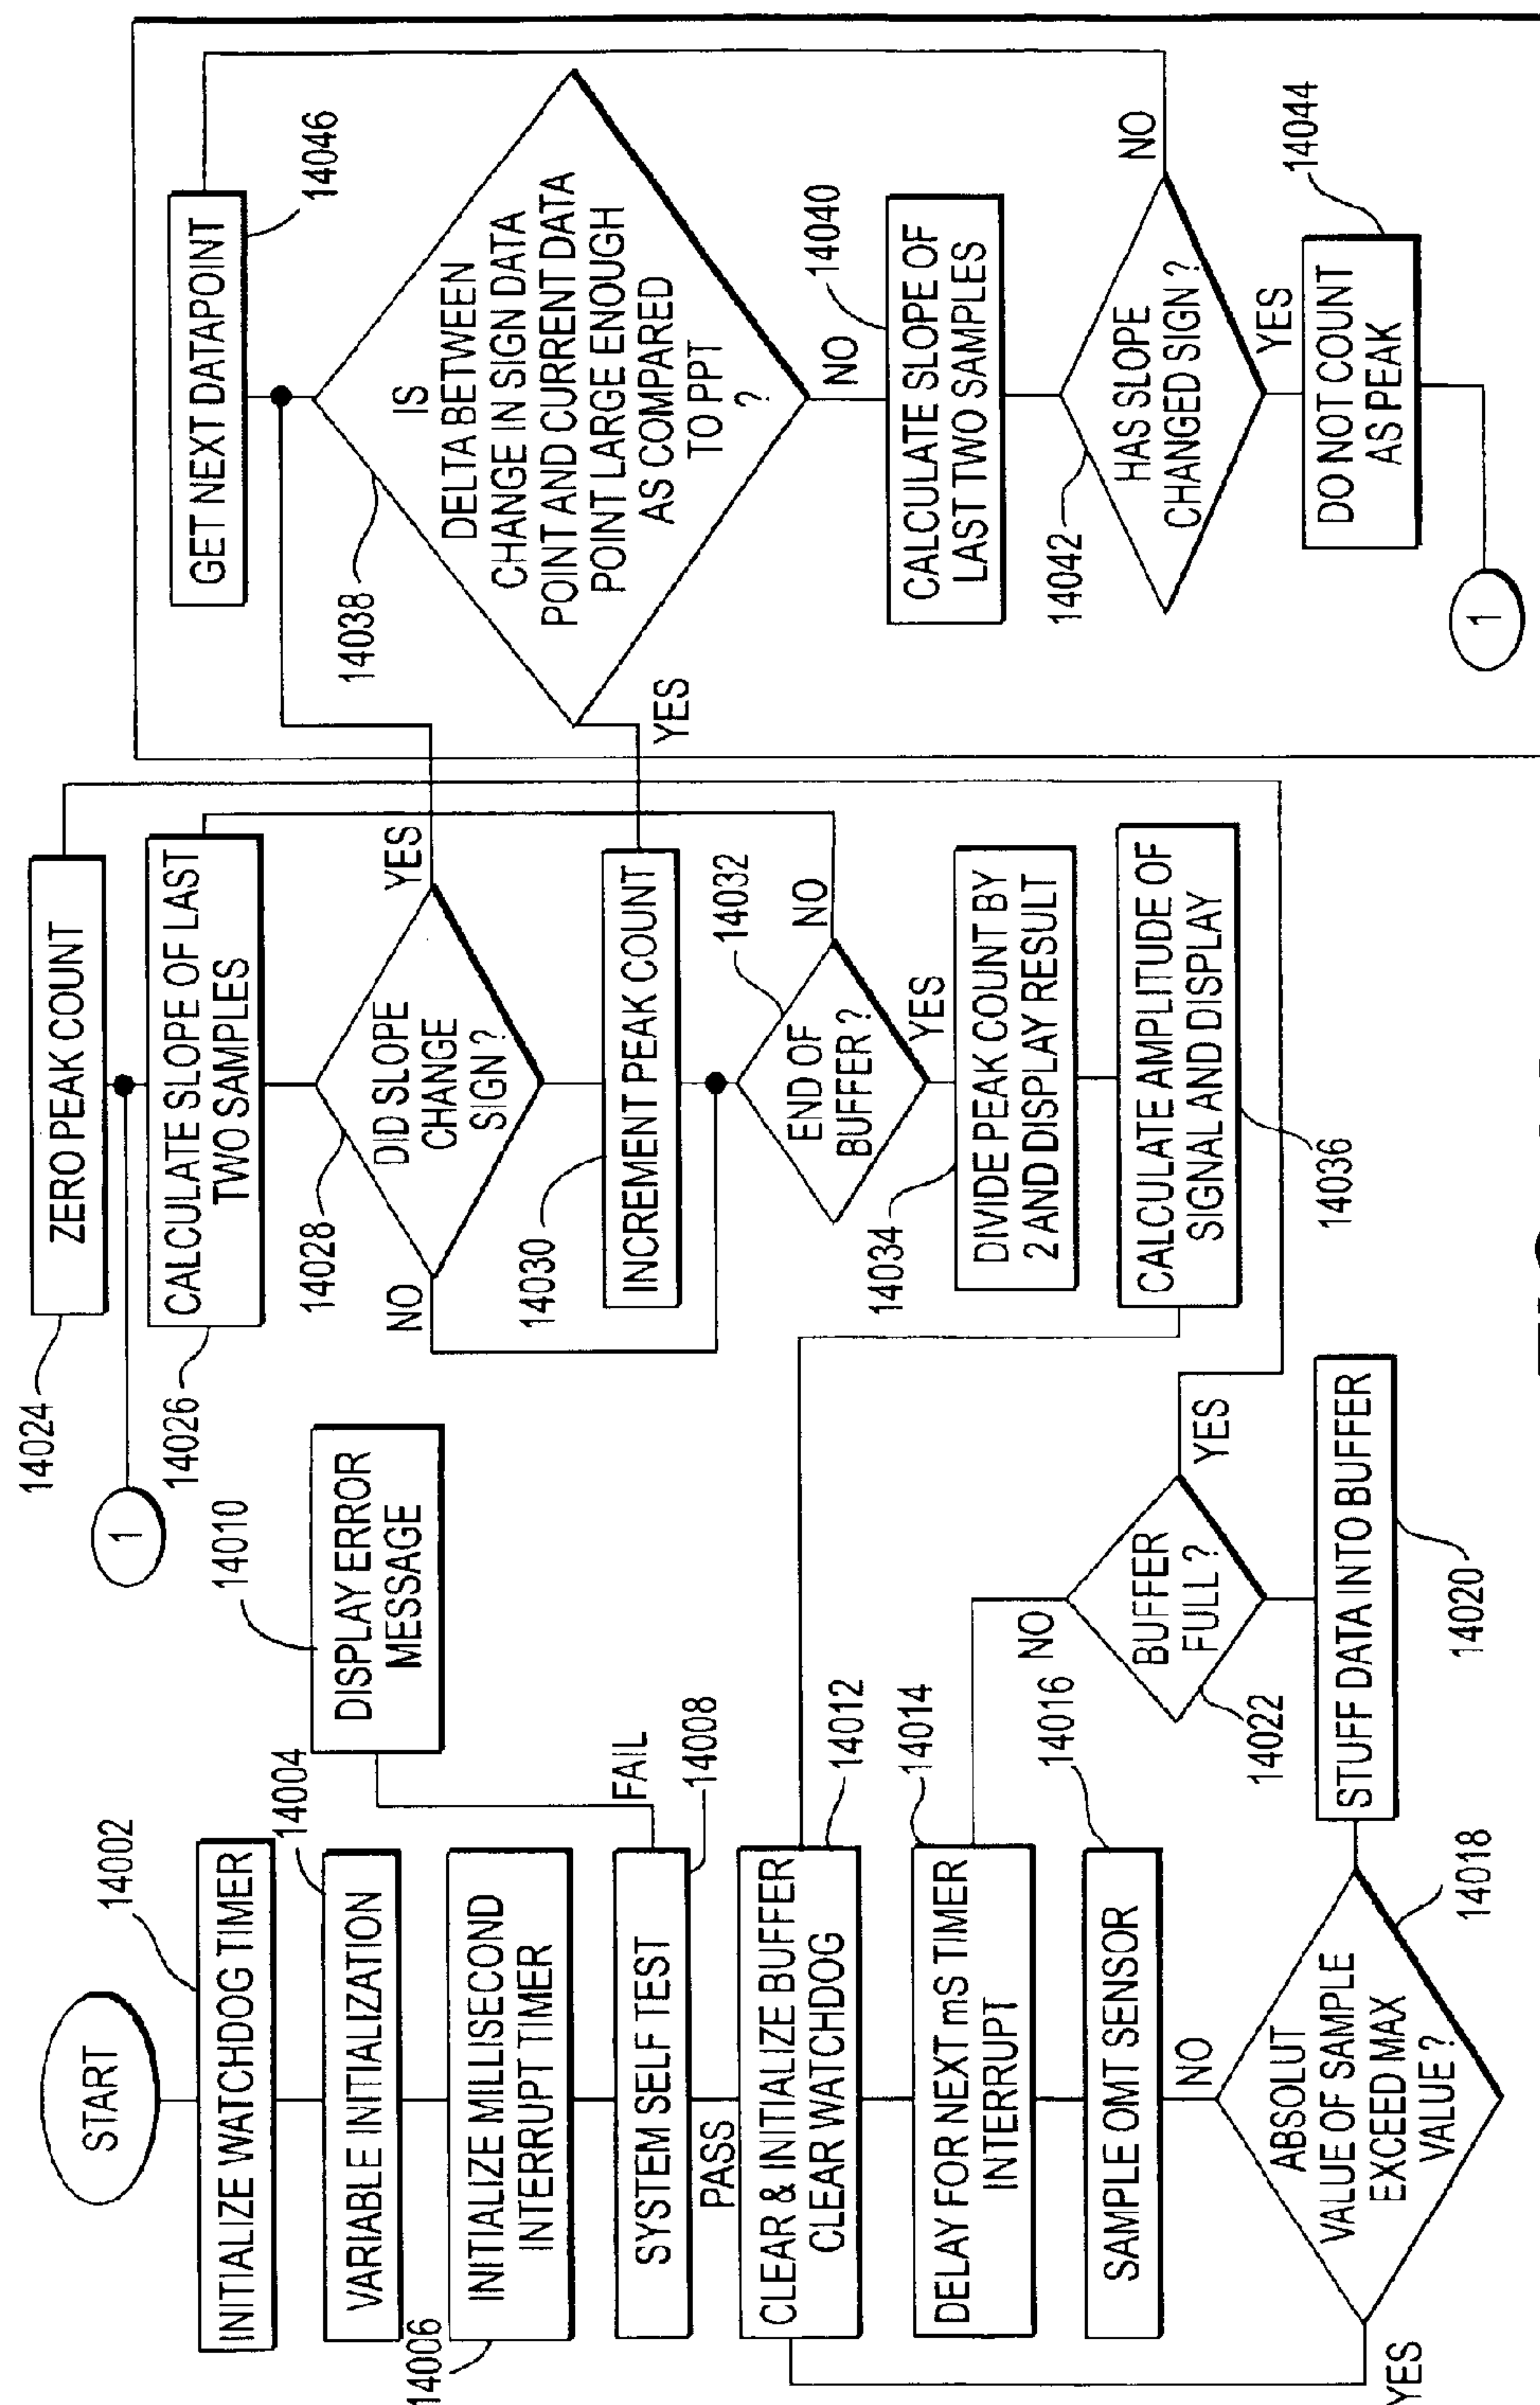 START
14002
INITIALIZE WATCHDOG TIMER
14004
VARIABLE INITIALIZATION
14006
INITIALIZE MILLISECOND
INTERRUPT TIMER
SYSTEM SELF TEST
14008
FAIL
14010
DISPLAY ERROR
MESSAGE
PASS
CLEAR & INITIALIZE BUFFER
CLEAR WATCHDOG
14012
DELAY FOR NEXT mS TIMER
INTERRUPT
14014
SAMPLE OMT SENSOR
14016
NO
ABSOLUT
VALUE OF SAMPLE
EXCEED MAX
VALUE ?
14018
YES
STUFF DATA INTO BUFFER
14020
BUFFER
FULL ?
14022
NO
YES
1
14024
ZERO PEAK COUNT
14026
CALCULATE SLOPE OF LAST
TWO SAMPLES
14028
DID SLOPE
CHANGE
SIGN ?
YES
NO
14030
INCREMENT PEAK COUNT
14032
END OF
BUFFER ?
NO
YES
14034
DIVIDE PEAK COUNT BY
2 AND DISPLAY RESULT
CALCULATE AMPLITUDE OF
SIGNAL AND DISPLAY
14036
GET NEXT DATAPOINT
14046
14038
IS
DELTA BETWEEN
CHANGE IN SIGN DATA
POINT AND CURRENT DATA
POINT LARGE ENOUGH
AS COMPARED
TO PPT
?
YES
NO
14040
CALCULATE SLOPE OF
LAST TWO SAMPLES
14042
HAS SLOPE
CHANGED SIGN ?
NO
YES
14044
DO NOT COUNT
AS PEAK
1